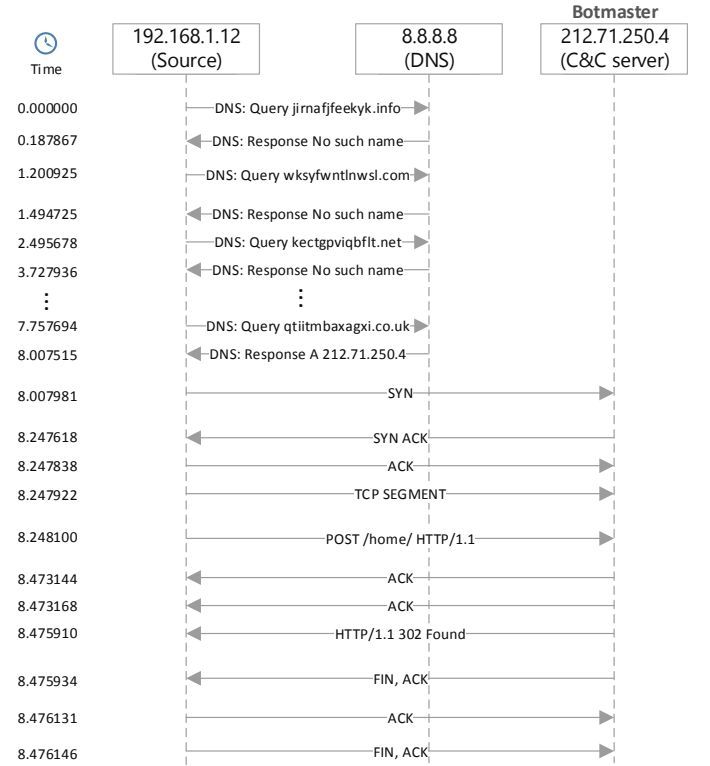 Botmaster
192.168.1.12 8.8.8.8 212.71.250.4
(Source) (DNS) (C&C server)
Time
0.000000 DNS: Query jirnafjfeekyk.info
0.187867 DNS: Response No such name
1.200925 DNS: Query wksyfwntlnwsl.com
1.494725 DNS: Response No such name
2.495678 DNS: Query kectgpviqbflt.net
3.727936 DNS: Response No such name
7.757694 DNS: Query qtiitmbaxagxi.co.uk
8.007515 DNS: Response A 212.71.250.4
8.007981 SYN
8.247618 SYN ACK
8.247838 ACK
8.247922 TCP SEGMENT
8.248100 POST /home/ HTTP/1.1
8.473144 ACK
8.473168 ACK
8.475910 HTTP/1.1 302 Found
8.475934 FIN, ACK
8.476131 ACK
8.476146 FIN, ACK